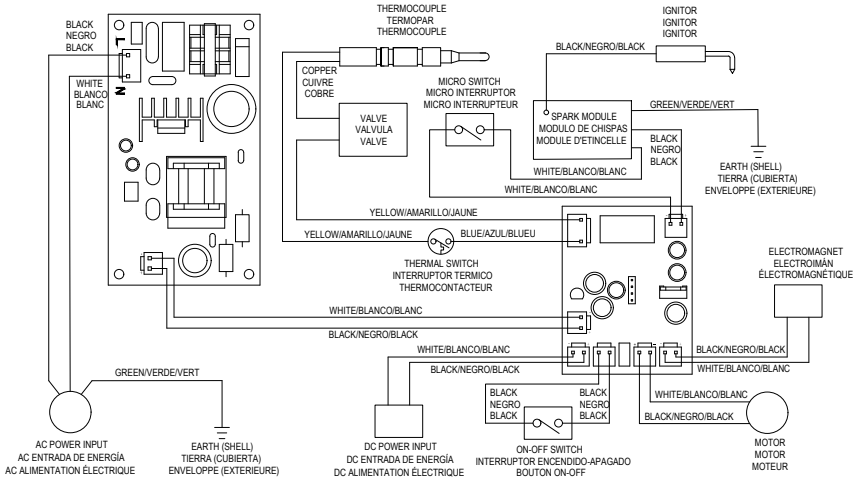 THERMOCOUPLE
TERMOPAR
THERMOCOUPLE
IGNITOR
IGNITOR
IGNITOR
BLACK
NEGRO
BLACK
L
WHITE
BLANCO
BLANC
N
COPPER
CUIVRE
COBRE
VALVE
VALVULA
VALVE
MICRO SWITCH
MICRO INTERRUPTOR
MICRO INTERRUPTEUR
BLACK/NEGRO/BLACK
SPARK MODULE
MODULO DE CHISPAS
MODULE D'ETINCELLE
GREEN/VERDE/VERT
BLACK
NEGRO
BLACK
EARTH (SHELL)
TIERRA (CUBIERTA)
ENVELOPPE (EXTERIEURE)
WHITE/BLANCO/BLANC
WHITE/BLANCO/BLANC
YELLOW/AMARILLO/JAUNE
YELLOW/AMARILLO/JAUNE
BLUE/AZUL/BLUEU
THERMAL SWITCH
INTERRUPTOR TERMICO
THERMOCONTACTEUR
ELECTROMAGNET
ELECTROIMÁN
ÉLECTROMAGNÉTIQUE
WHITE/BLANCO/BLANC
BLACK/NEGRO/BLACK
WHITE/BLANCO/BLANC
BLACK/NEGRO/BLACK
BLACK/NEGRO/BLACK
WHITE/BLANCO/BLANC
GREEN/VERDE/VERT
BLACK
NEGRO
BLACK
BLACK
NEGRO
BLACK
WHITE/BLANCO/BLANC
BLACK/NEGRO/BLACK
AC POWER INPUT
AC ENTRADA DE ENERGÍA
AC ALIMENTATION ÉLECTRIQUE
EARTH (SHELL)
TIERRA (CUBIERTA)
ENVELOPPE (EXTERIEURE)
DC POWER INPUT
DC ENTRADA DE ENERGÍA
DC ALIMENTATION ÉLECTRIQUE
ON-OFF SWITCH
INTERRUPTOR ENCENDIDO-APAGADO
BOUTON ON-OFF
MOTOR
MOTOR
MOTEUR